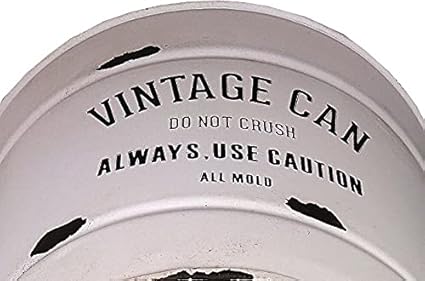 VINTAGE CAN
DO NOT CRUSH
ALWAYS.USE CAUTION
ALL MOLD